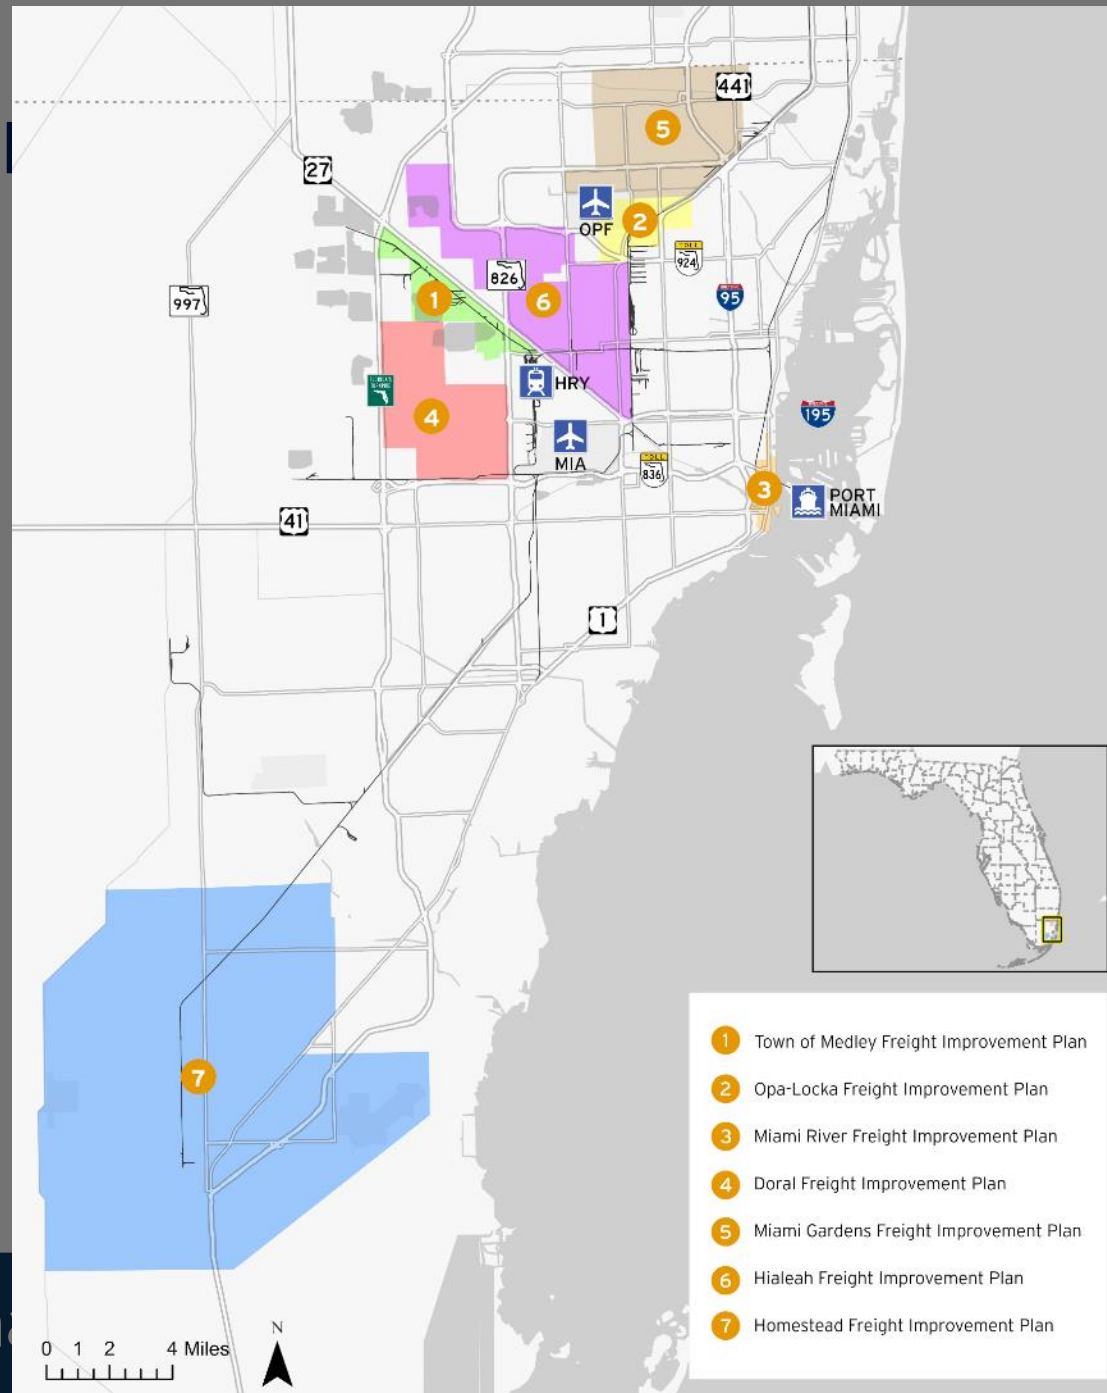 441
5
27
OPF
2
TOLL
924
826
997
1
6
95
HRY
4
195
MIA
TOLL
836
3
PORT
MIAMI
41
1
7
1 Town of Medley Freight Improvement Plan
2 Opa-Locka Freight Improvement Plan
3 Miami River Freight Improvement Plan
4 Doral Freight Improvement Plan
5 Miami Gardens Freight Improvement Plan
6 Hialeah Freight Improvement Plan
7 Homestead Freight Improvement Plan
0 1 2 4 Miles
N